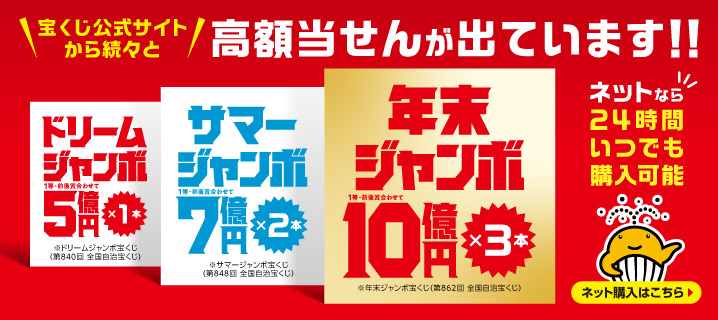 宝くじ公式サイト
から続々と
高額当せんが出ています!!
ドリーム
ジャンボ
1等・前後賞合わせて
5億円
×1本
※ドリームジャンボ宝くじ
(第840回 全国自治宝くじ)
サマー
ジャンボ
1等・前後賞合わせて
7億円
×2本
※サマージャンボ宝くじ
(第848回 全国自治宝くじ)
年末
ジャンボ
1等・前後賞合わせて
10億円
×3本
※年末ジャンボ宝くじ(第862回 全国自治宝くじ)
ネットなら
24時間
いつでも
購入可能
ネット購入はこちら